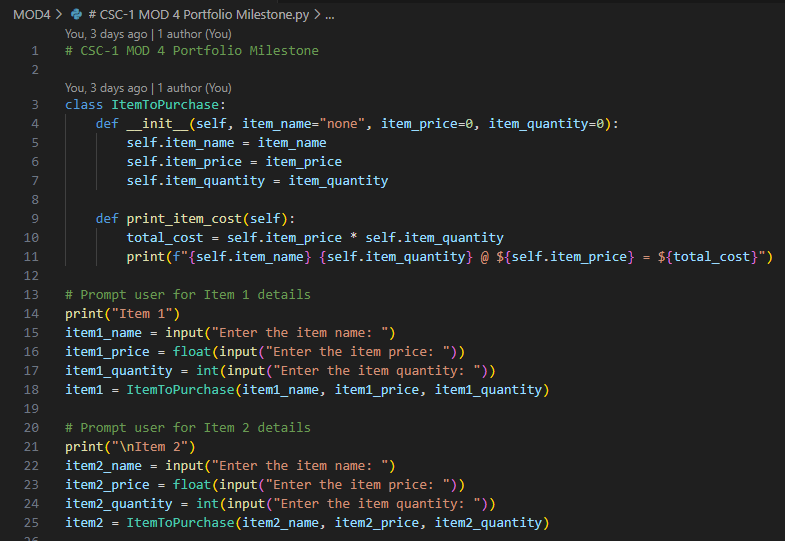 MOD4 > # CSC-1 MOD 4 Portfolio Milestone.py > ...
You, 3 days ago | 1 author (You)
1 # CSC-1 MOD 4 Portfolio Milestone
2
You, 3 days ago | 1 author (You)
3 class ItemToPurchase:
4     def __init__(self, item_name="none", item_price=0, item_quantity=0):
5         self.item_name = item_name
6         self.item_price = item_price
7         self.item_quantity = item_quantity
8
9     def print_item_cost(self):
10         total_cost = self.item_price * self.item_quantity
11         print(f"{self.item_name} {self.item_quantity} @ ${self.item_price} = ${total_cost}")
12
13 # Prompt user for Item 1 details
14 print("Item 1")
15 item1_name = input("Enter the item name: ")
16 item1_price = float(input("Enter the item price: "))
17 item1_quantity = int(input("Enter the item quantity: "))
18 item1 = ItemToPurchase(item1_name, item1_price, item1_quantity)
19
20 # Prompt user for Item 2 details
21 print("\nItem 2")
22 item2_name = input("Enter the item name: ")
23 item2_price = float(input("Enter the item price: "))
24 item2_quantity = int(input("Enter the item quantity: "))
25 item2 = ItemToPurchase(item2_name, item2_price, item2_quantity)